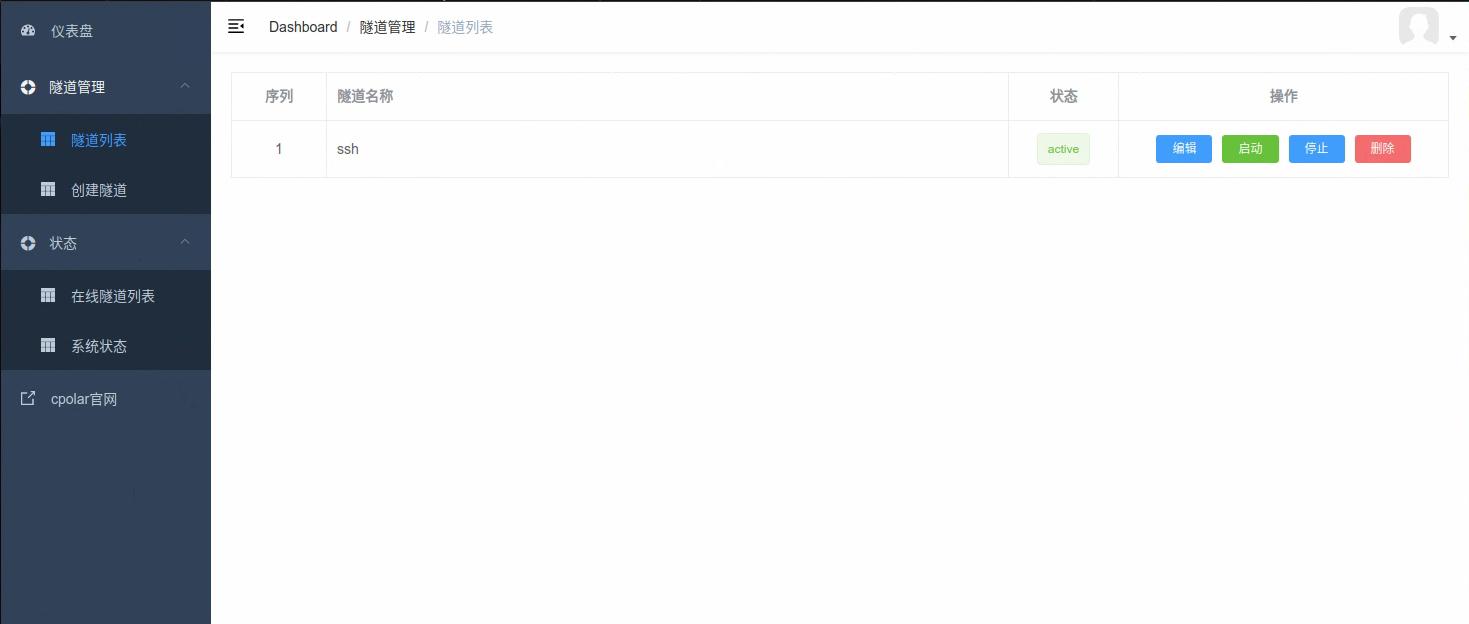 仪表盘
隧道管理
隧道列表
创建隧道
状态
在线隧道列表
系统状态
cpolar官网
Dashboard / 隧道管理 / 隧道列表
序列 隧道名称 状态 操作
1 ssh active 编辑 启动 停止 删除